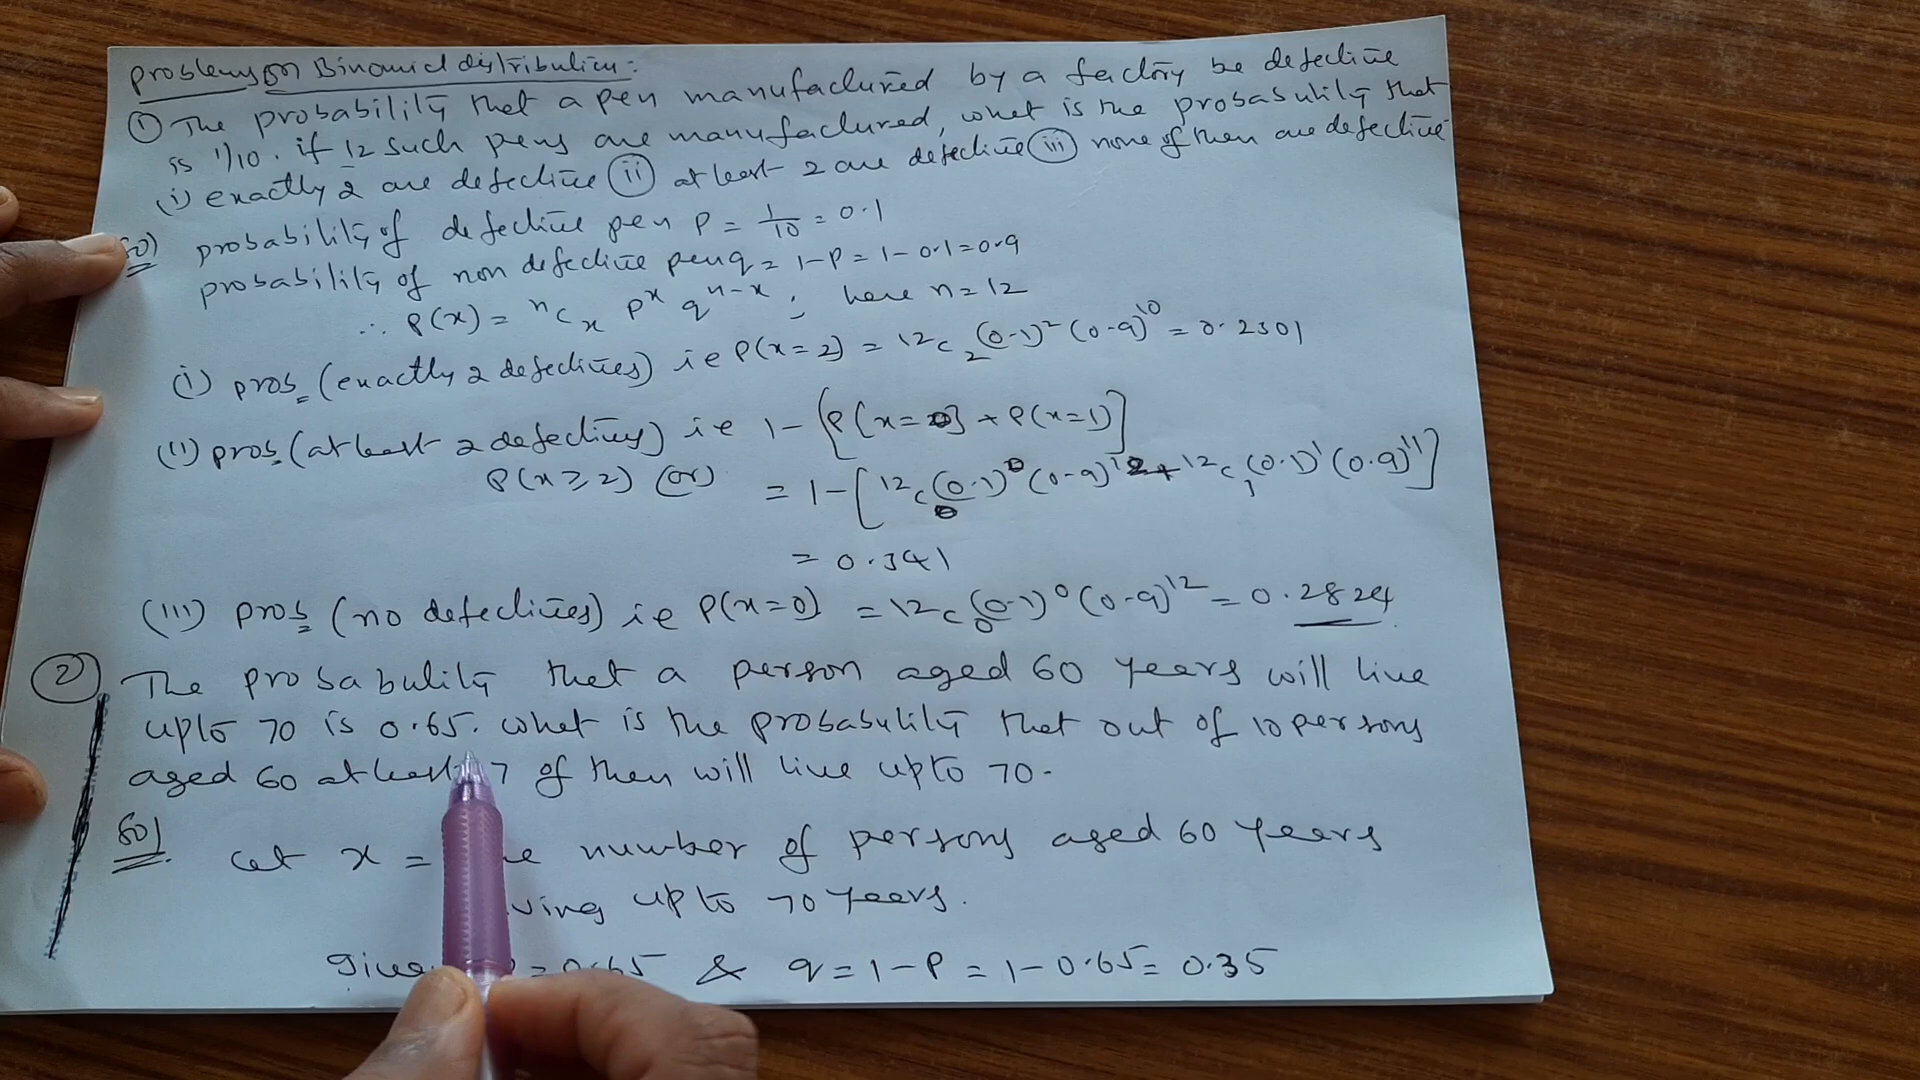 Problems on Binomial distribution:
① The probability that a pen manufactured by a factory be defective
is 1/10. if 12 such pens are manufactured, what is the probability that
(i) exactly 2 are defective (ii) at least 2 are defective (iii) none of them are defective
Sol probability of defective pen P = 1/10 = 0.1
probability of non defective pen q = 1-P = 1-0.1 = 0.9
∴ P(x) = ⁿCₓ pˣ qⁿ⁻ˣ, here n=12
(i) prob (exactly 2 defectives) ie P(x=2) = 12C₂ (0.1)² (0.9)¹⁰ = 0.2301
(ii) prob (at least 2 defectives) ie 1-[P(x=0)+P(x=1)]
P(x≥2) (or) = 1-[12C₀(0.1)⁰(0.9)¹²+12C₁(0.1)¹(0.9)¹¹]
= 0.341
(iii) prob (no defectives) ie P(x=0) = 12C₀(0.1)⁰(0.9)¹² = 0.2824
② The probability that a person aged 60 years will live
upto 70 is 0.65. what is the probability that out of 10 persons
aged 60 at least 7 of them will live upto 70.
Sol Let x = number of persons aged 60 years
upto 70 years.
= 0.65 & q = 1-P = 1-0.65 = 0.35